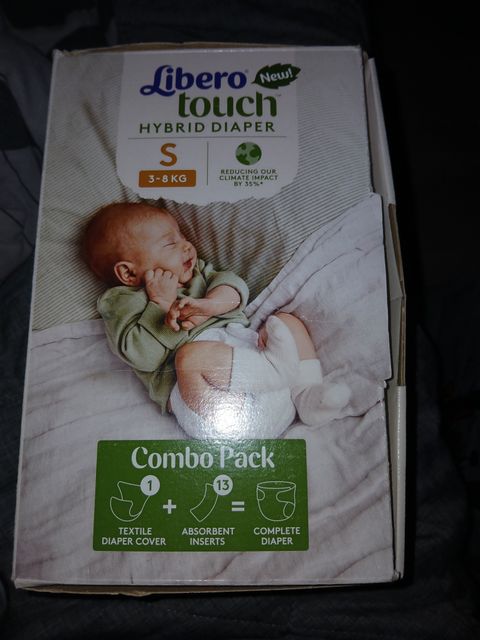 Libero® New!
touch™
HYBRID DIAPER
S
3-8 KG
REDUCING OUR
CLIMATE IMPACT
BY 35%*
Combo Pack
1 + 13 =
TEXTILE
DIAPER COVER
ABSORBENT
INSERTS
COMPLETE
DIAPER